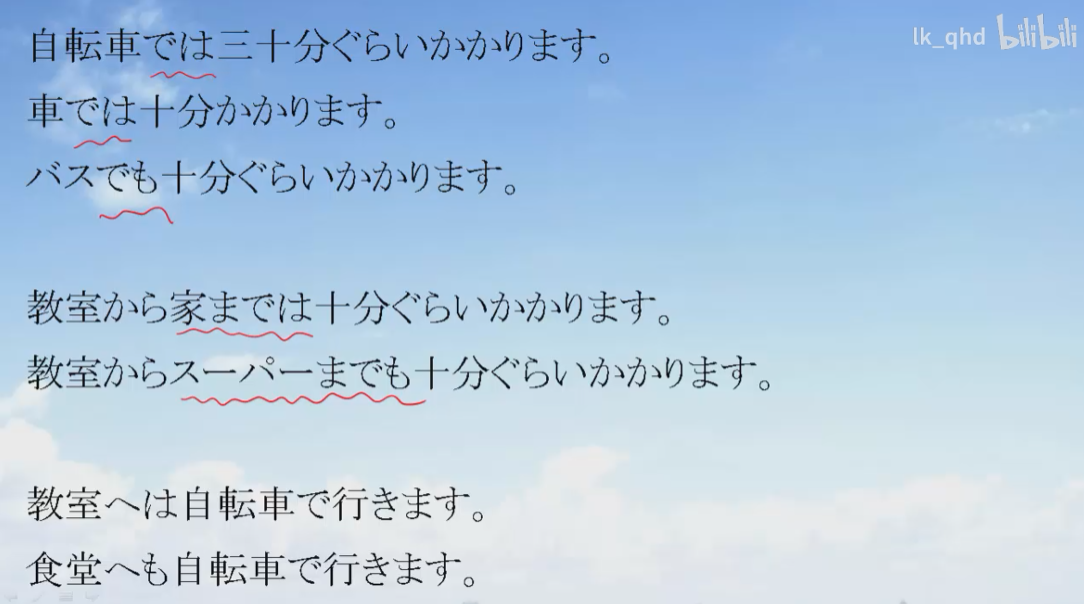 lk_qhd bilibili
自転車では三十分ぐらいかかります。
車では十分かかります。
バスでも十分ぐらいかかります。
教室から家までは十分ぐらいかかります。
教室からスーパーまでも十分ぐらいかかります。
教室へは自転車で行きます。
食堂へも自転車で行きます。